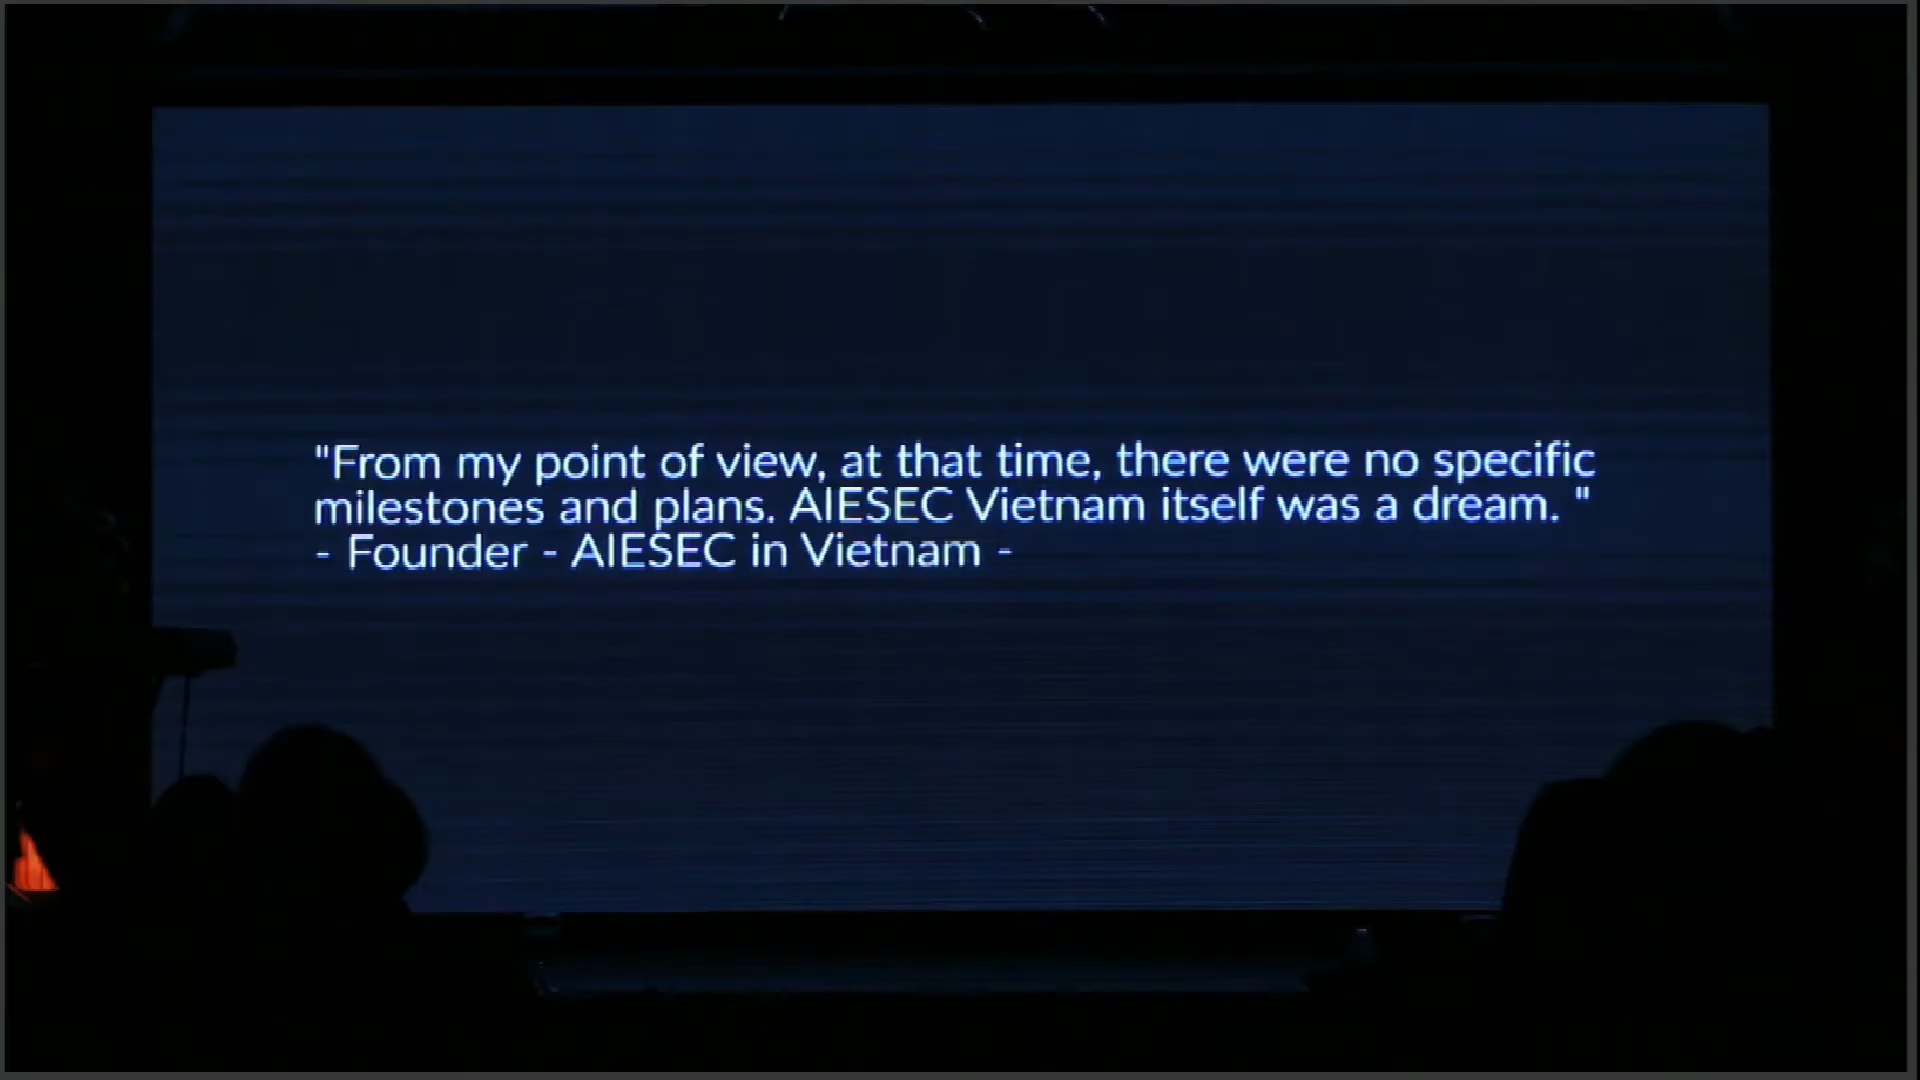 "From my point of view, at that time, there were no specific
milestones and plans. AIESEC Vietnam itself was a dream. "
- Founder - AIESEC in Vietnam -